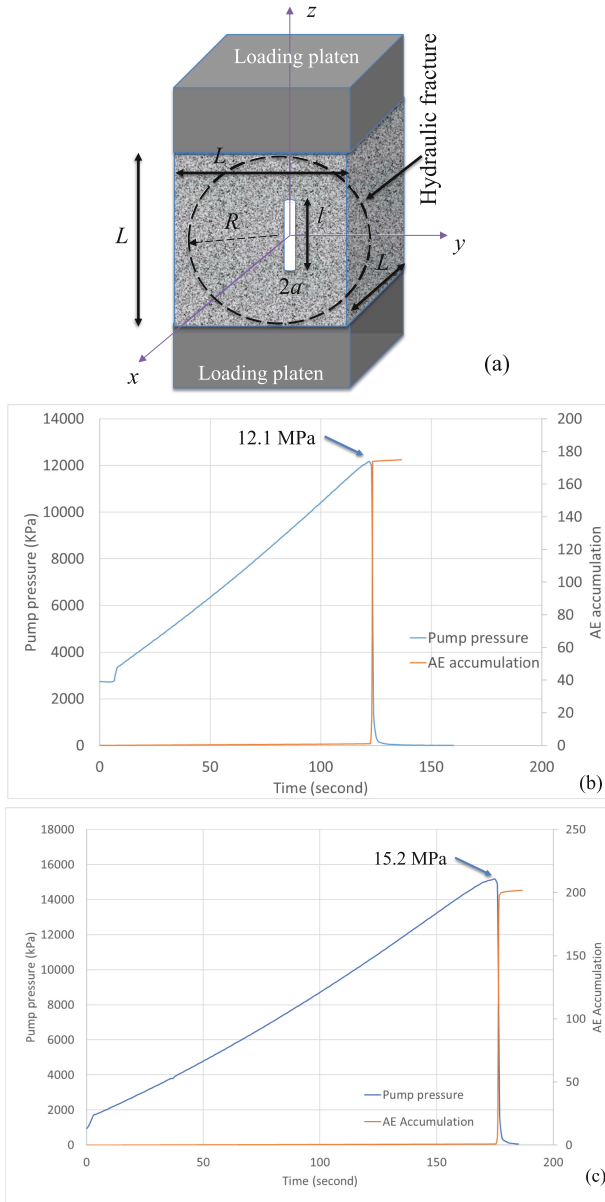 z
Loading platen
Hydraulic fracture
L
L
R
l
y
2a
L
x
Loading platen
(a)
14000
200
12.1 MPa
180
12000
160
10000
140
120
8000
100
6000
80
Pump pressure
60
4000
AE accumulation
40
2000
20
0
0
0
50
100
150
200
Time (second)
Pump pressure (KPa)
AE accumulation
(b)
18000
250
16000
15.2 MPa
14000
200
12000
150
10000
8000
100
6000
4000
50
Pump pressure
2000
AE Accumulation
0
0
0
50
100
150
200
Time (second)
Pump pressure (kPa)
AE Accumulation
(c)